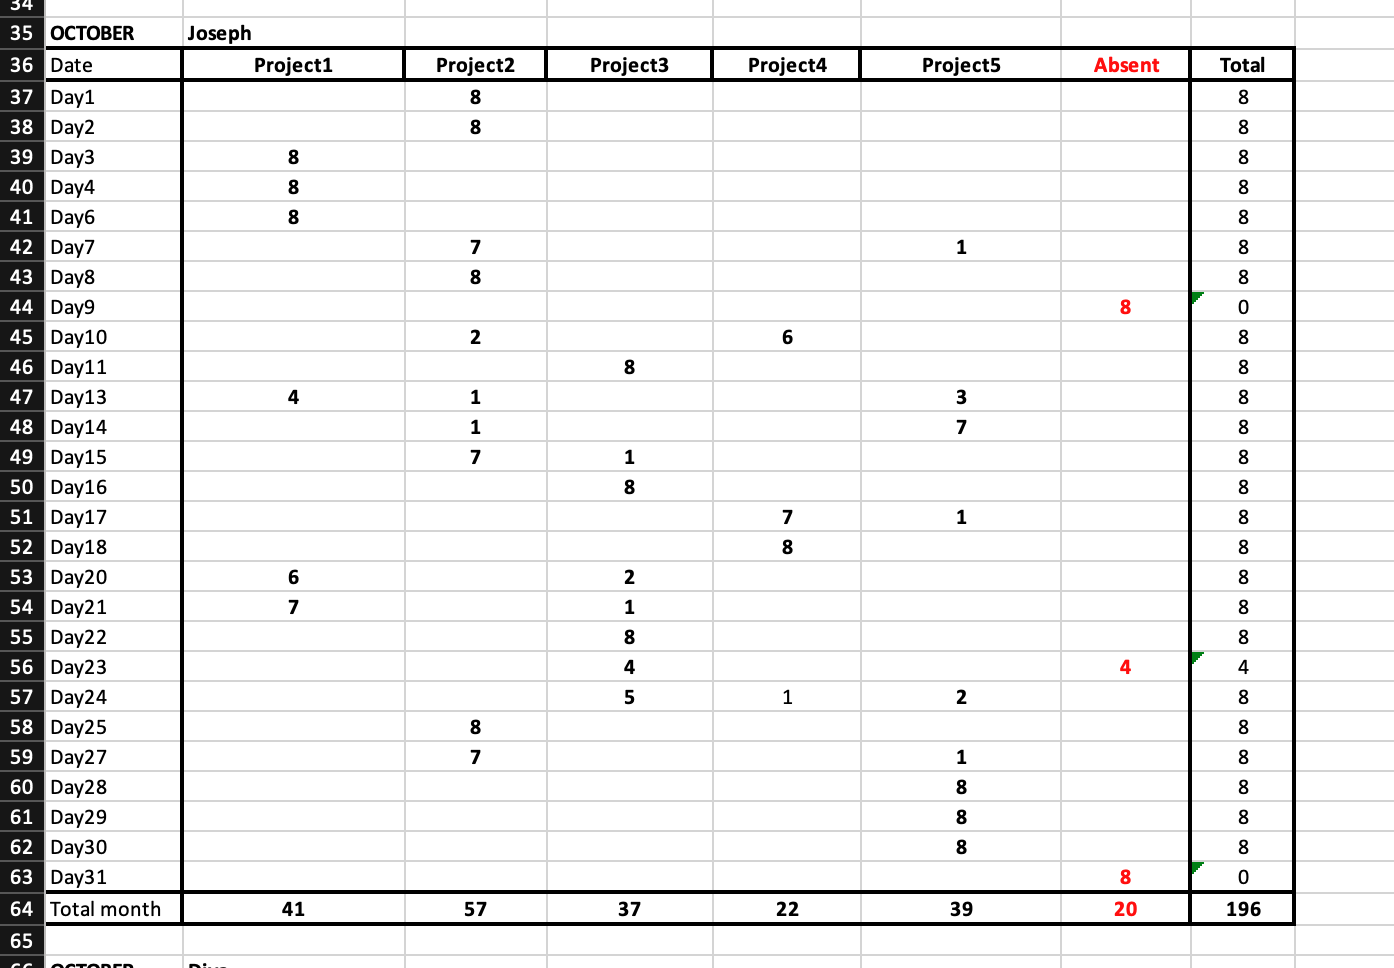 34
35 OCTOBER Joseph
36 Date Project1 Project2 Project3 Project4 Project5 Absent Total
37 Day1 8 8
38 Day2 8 8
39 Day3 8 8
40 Day4 8 8
41 Day6 8 8
42 Day7 7 1 8
43 Day8 8 8
44 Day9 8 0
45 Day10 2 6 8
46 Day11 8 8
47 Day13 4 1 3 8
48 Day14 1 7 8
49 Day15 7 1 8
50 Day16 8 8
51 Day17 7 1 8
52 Day18 8 8
53 Day20 6 2 8
54 Day21 7 1 8
55 Day22 8 8
56 Day23 4 4 4
57 Day24 5 1 2 8
58 Day25 8 8
59 Day27 7 1 8
60 Day28 8 8
61 Day29 8 8
62 Day30 8 8
63 Day31 8 0
64 Total month 41 57 37 22 39 20 196
65
66 OCTOBER